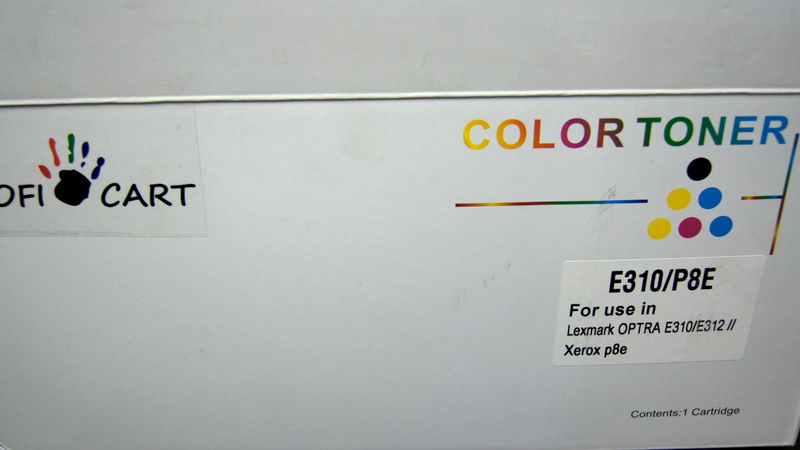 COLOR TONER
OFI CART
E310/P8E
For use in
Lexmark OPTRA E310/E312 //
Xerox p8e
Contents:1 Cartridge